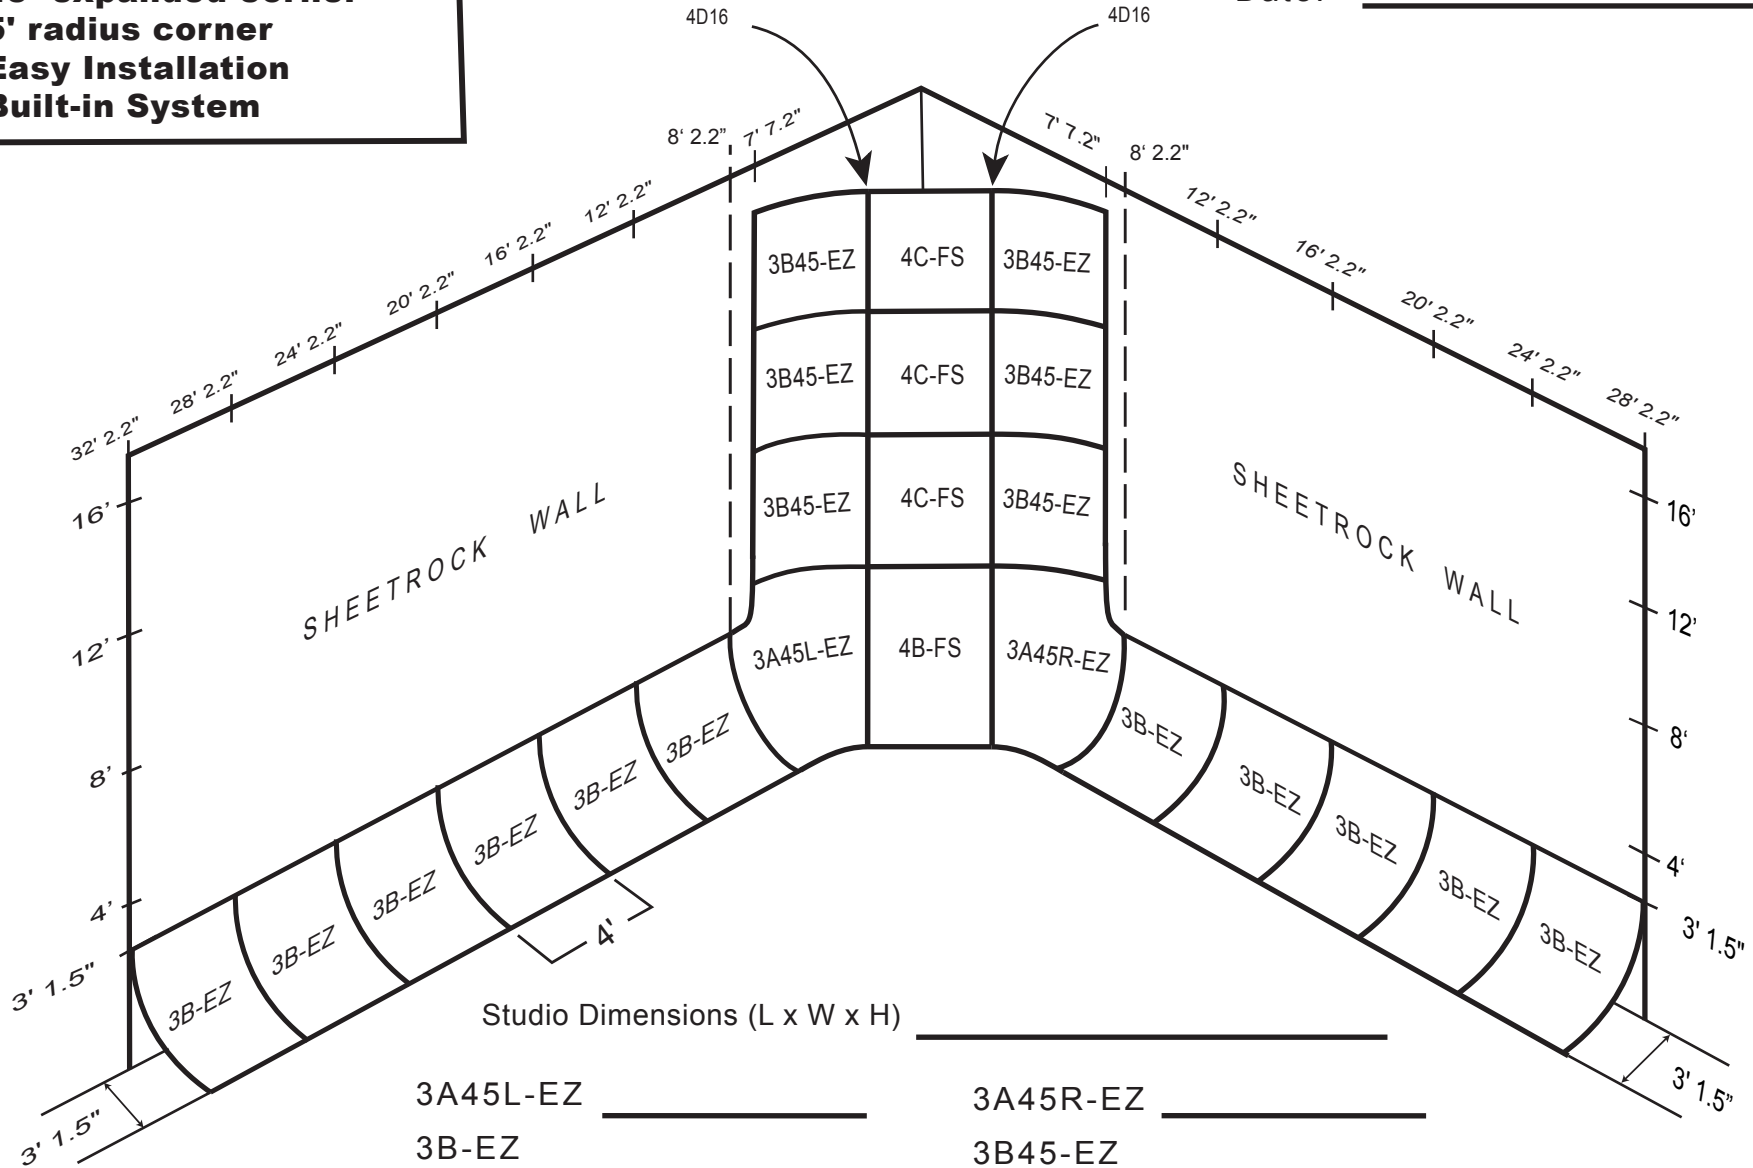 5' radius corner
Easy Installation
Built-in System
4D16
4D16
8' 2.2"
7' 7.2"
7' 7.2"
8' 2.2"
12' 2.2"
16' 2.2"
20' 2.2"
24' 2.2"
28' 2.2"
32' 2.2"
12' 2.2"
16' 2.2"
20' 2.2"
24' 2.2"
28' 2.2"
3B45-EZ 4C-FS 3B45-EZ
3B45-EZ 4C-FS 3B45-EZ
3B45-EZ 4C-FS 3B45-EZ
3A45L-EZ 4B-FS 3A45R-EZ
SHEETROCK WALL
SHEETROCK WALL
16'
12'
8'
4'
3' 1.5"
16'
12'
8'
4'
3' 1.5"
3B-EZ
3B-EZ
3B-EZ
3B-EZ
3B-EZ
3B-EZ
3B-EZ
3B-EZ
3B-EZ
3B-EZ
3B-EZ
4'
3' 1.5"
3' 1.5"
Studio Dimensions (L x W x H)
3A45L-EZ
3A45R-EZ
3B-EZ
3B45-EZ